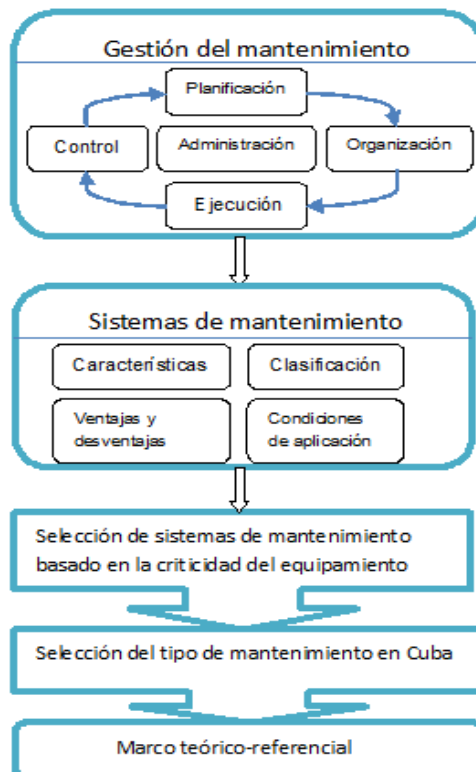 Gestión del mantenimiento
Planificación
Control
Administración
Organización
Ejecución
Sistemas de mantenimiento
Características
Clasificación
Ventajas y
desventajas
Condiciones
de aplicación
Selección de sistemas de mantenimiento
basado en la criticidad del equipamiento
Selección del tipo de mantenimiento en Cuba
Marco teórico-referencial